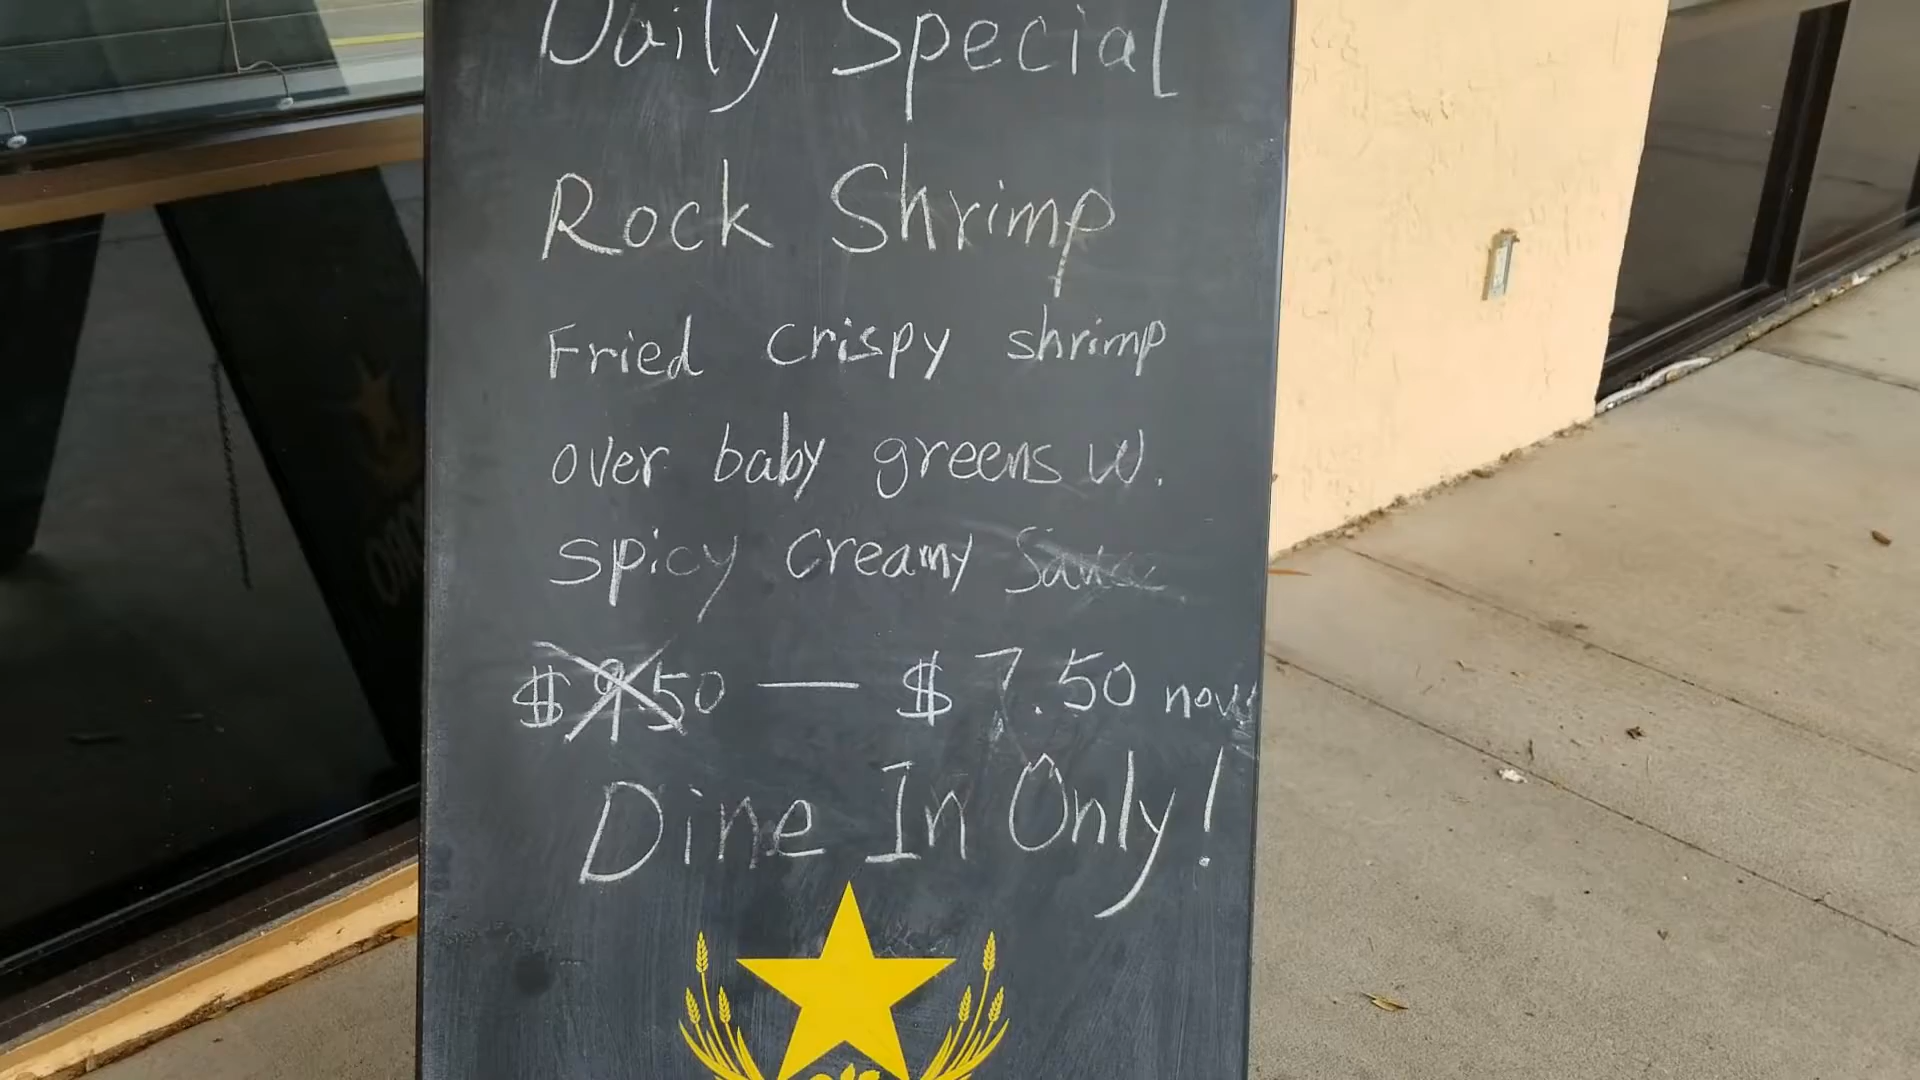 Daily Special
Rock Shrimp
Fried crispy shrimp
over baby greens w.
spicy creamy Sauce
$9.50 — $7.50 now
Dine In Only!